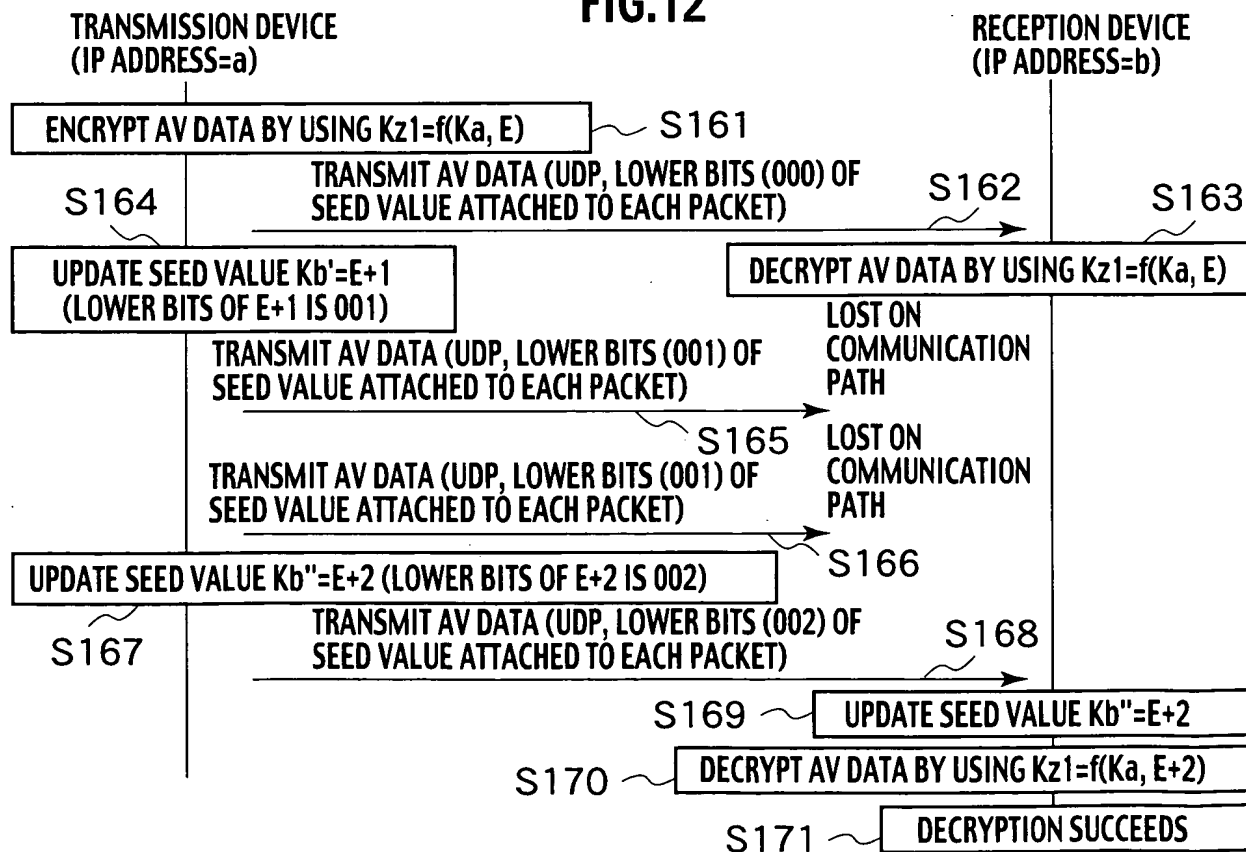 FIG.12
TRANSMISSION DEVICE
(IP ADDRESS=a)
RECEPTION DEVICE
(IP ADDRESS=b)
ENCRYPT AV DATA BY USING Kz1=f(Ka, E)
S161
TRANSMIT AV DATA (UDP, LOWER BITS (000) OF
SEED VALUE ATTACHED TO EACH PACKET)
S162
S163
S164
UPDATE SEED VALUE Kb'=E+1
(LOWER BITS OF E+1 IS 001)
DECRYPT AV DATA BY USING Kz1=f(Ka, E)
TRANSMIT AV DATA (UDP, LOWER BITS (001) OF
SEED VALUE ATTACHED TO EACH PACKET)
LOST ON
COMMUNICATION
PATH
S165
TRANSMIT AV DATA (UDP, LOWER BITS (001) OF
SEED VALUE ATTACHED TO EACH PACKET)
LOST ON
COMMUNICATION
PATH
S166
UPDATE SEED VALUE Kb"=E+2 (LOWER BITS OF E+2 IS 002)
S167
TRANSMIT AV DATA (UDP, LOWER BITS (002) OF
SEED VALUE ATTACHED TO EACH PACKET)
S168
S169
UPDATE SEED VALUE Kb"=E+2
S170
DECRYPT AV DATA BY USING Kz1=f(Ka, E+2)
S171
DECRYPTION SUCCEEDS